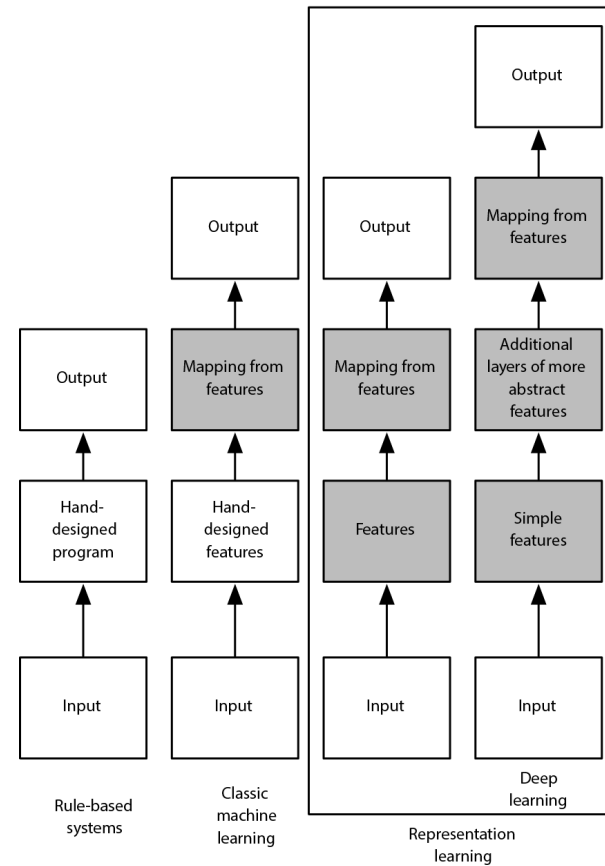 Output
Output
Output
Mapping from
features
Output
Mapping from
features
Mapping from
features
Additional
layers of more
abstract
features
Hand-
designed
program
Hand-
designed
features
Features
Simple
features
Input
Input
Input
Input
Rule-based
systems
Classic
machine
learning
Representation
learning
Deep
learning